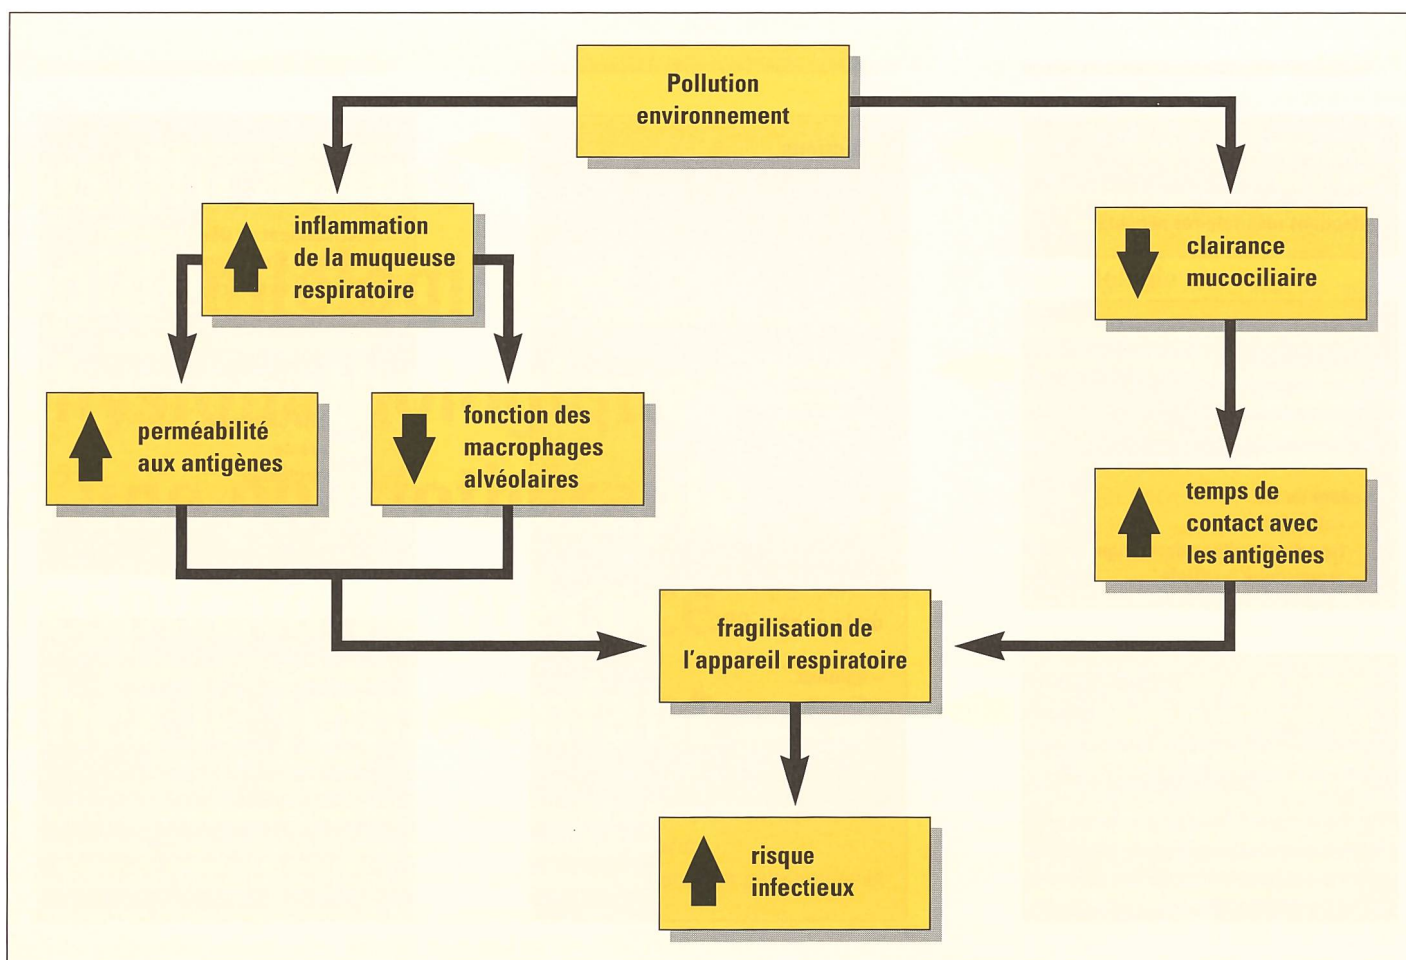 Pollution
environnement
inflammation
de la muqueuse
respiratoire
clairance
mucociliaire
perméabilité
aux antigènes
fonction des
macrophages
alvéolaires
temps de
contact avec
les antigènes
fragilisation de
l'appareil respiratoire
risque
infectieux